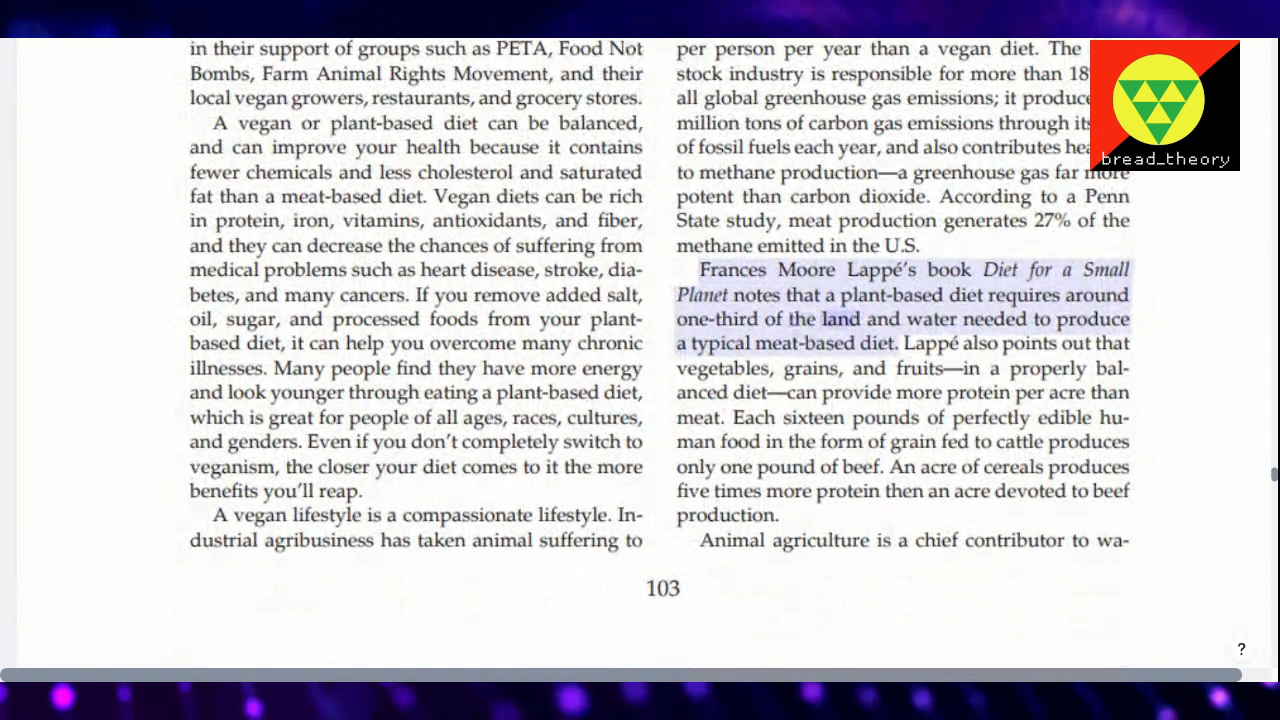 in their support of groups such as PETA, Food Not
Bombs, Farm Animal Rights Movement, and their
local vegan growers, restaurants, and grocery stores.
A vegan or plant-based diet can be balanced,
and can improve your health because it contains
fewer chemicals and less cholesterol and saturated
fat than a meat-based diet. Vegan diets can be rich
in protein, iron, vitamins, antioxidants, and fiber,
and they can decrease the chances of suffering from
medical problems such as heart disease, stroke, dia-
betes, and many cancers. If you remove added salt,
oil, sugar, and processed foods from your plant-
based diet, it can help you overcome many chronic
illnesses. Many people find they have more energy
and look younger through eating a plant-based diet,
which is great for people of all ages, races, cultures,
and genders. Even if you don't completely switch to
veganism, the closer your diet comes to it the more
benefits you'll reap.
A vegan lifestyle is a compassionate lifestyle. In-
dustrial agribusiness has taken animal suffering to
per person per year than a vegan diet. The
stock industry is responsible for more than
all global greenhouse gas emissions; it
million tons of carbon gas emissions through
of fossil fuels each year, and also contributes
to methane production—a greenhouse gas far more
potent than carbon dioxide. According to a Penn
State study, meat production generates 27% of the
methane emitted in the U.S.
Frances Moore Lappé's book Diet for a Small
Planet notes that a plant-based diet requires around
one-third of the land and water needed to produce
a typical meat-based diet. Lappé also points out that
vegetables, grains, and fruits—in a properly bal-
anced diet—can provide more protein per acre than
meat. Each sixteen pounds of perfectly edible hu-
man food in the form of grain fed to cattle produces
only one pound of beef. An acre of cereals produces
five times more protein then an acre devoted to beef
production.
Animal agriculture is a chief contributor to wa-
103
bread_theory
?